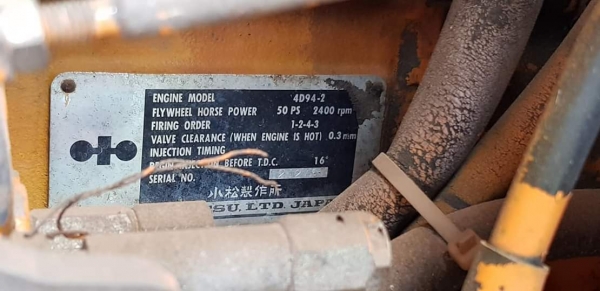 ENGINE MODEL 4D94-2
FLYWHEEL HORSE POWER 50 PS 2400 rpm
FIRING ORDER 1-2-4-3
VALVE CLEARANCE (WHEN ENGINE IS HOT) 0.3 mm
INJECTION TIMING
BEFORE T.D.C. 16°
SERIAL NO.
小松製作所
SU, LTD. JAPA